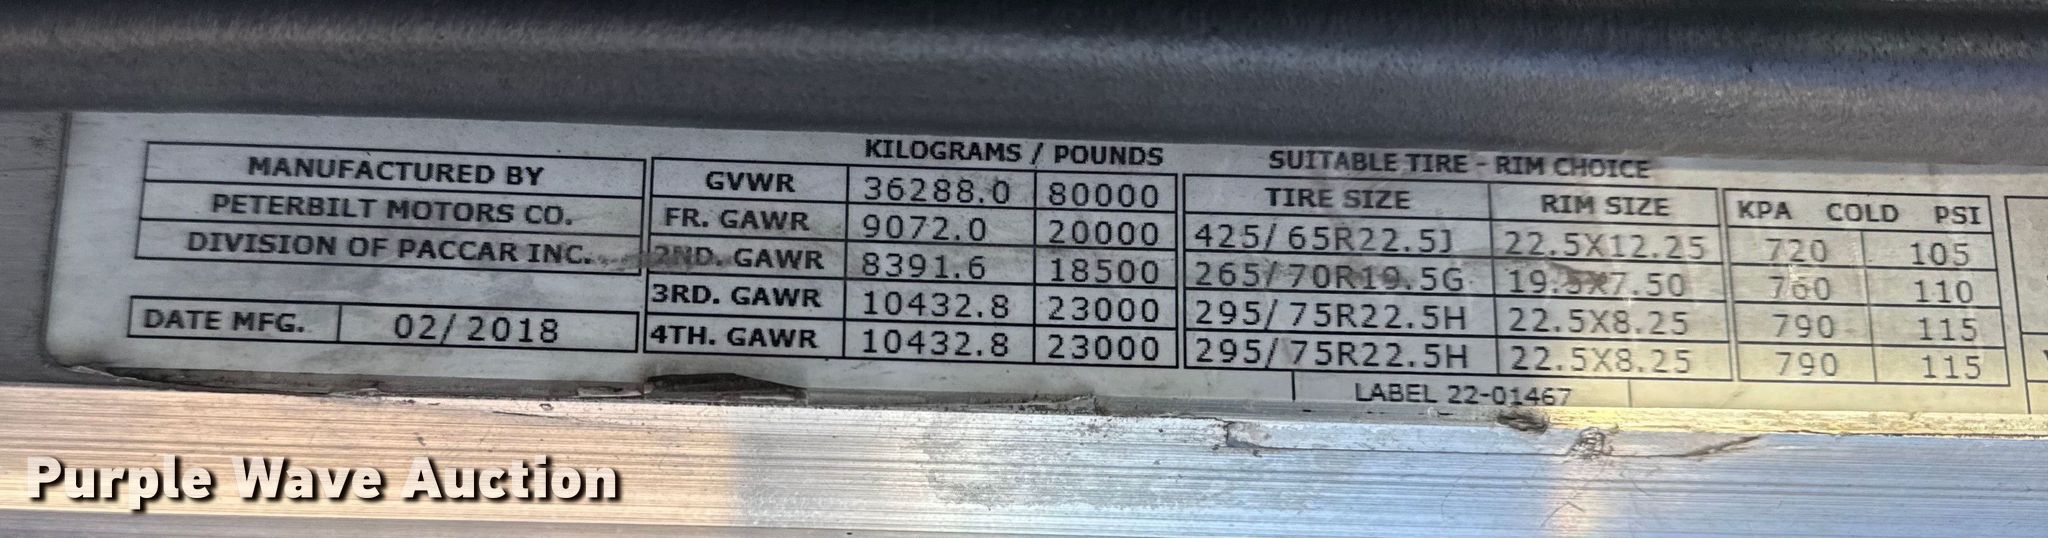 KILOGRAMS / POUNDS SUITABLE TIRE - RIM CHOICE
MANUFACTURED BY GVWR 36288.0 80000 TIRE SIZE RIM SIZE KPA COLD PSI
PETERBILT MOTORS CO. FR. GAWR 9072.0 20000 425/65R22.5J 22.5X12.25 720 105
DIVISION OF PACCAR INC. 2ND. GAWR 8391.6 18500 265/70R19.5G 19.5X7.50 760 110
3RD. GAWR 10432.8 23000 295/75R22.5H 22.5X8.25 790 115
DATE MFG. 02/2018 4TH. GAWR 10432.8 23000 295/75R22.5H 22.5X8.25 790 115
LABEL 22-01467
Purple Wave Auction